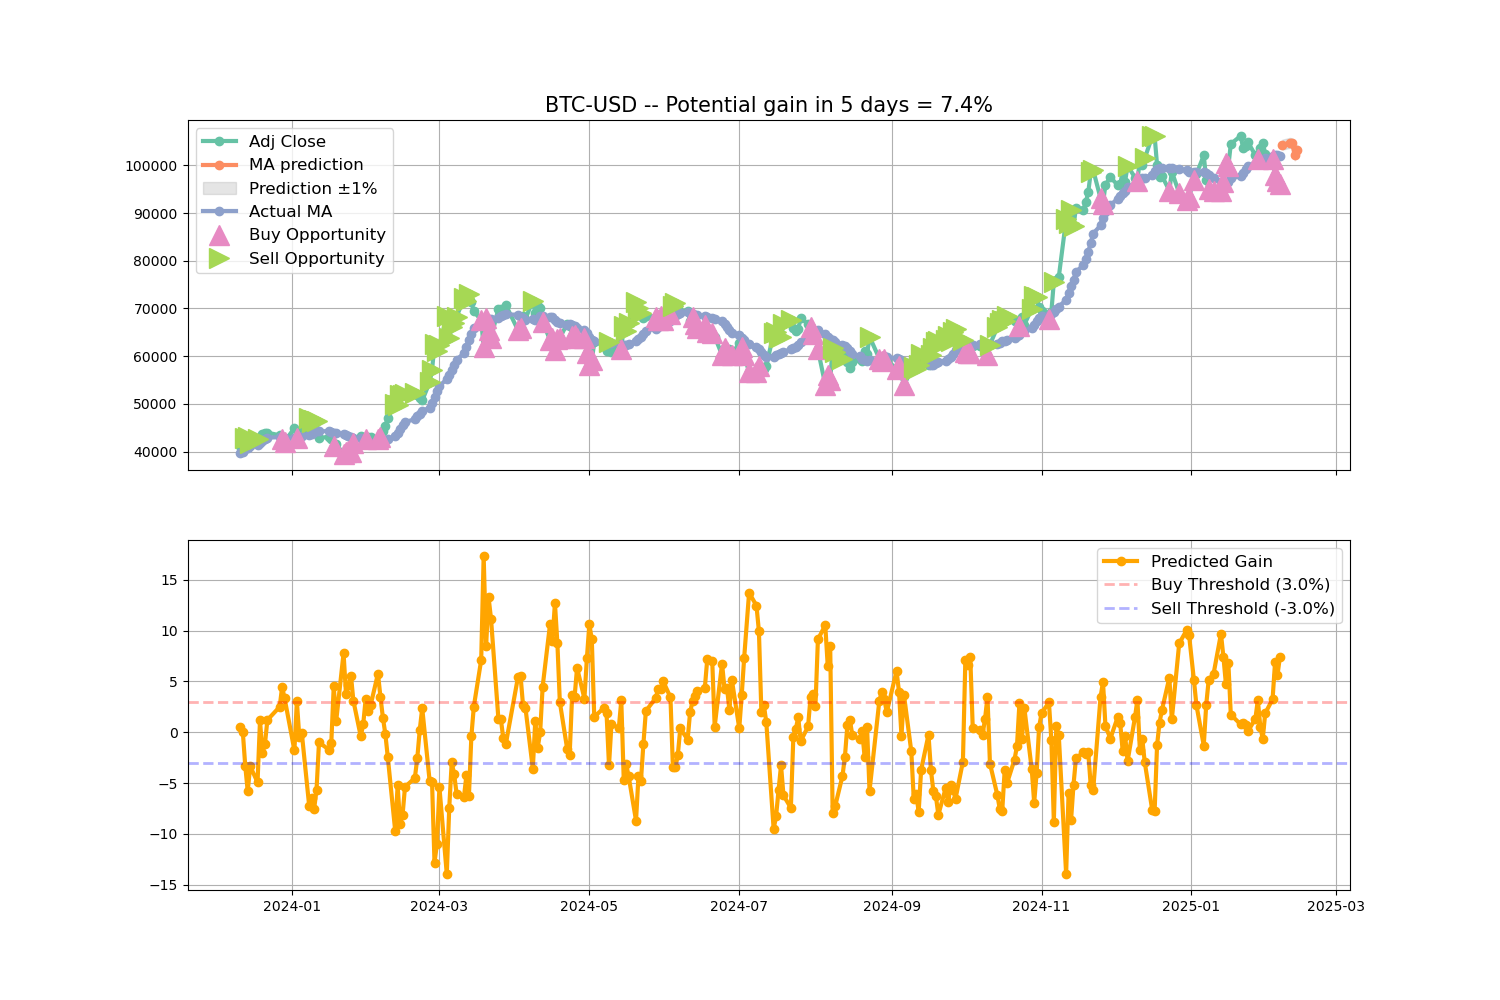 BTC-USD -- Potential gain in 5 days = 7.4%
Adj Close
MA prediction
Prediction ±1%
Actual MA
Buy Opportunity
Sell Opportunity
100000
90000
80000
70000
60000
50000
40000
Predicted Gain
Buy Threshold (3.0%)
Sell Threshold (-3.0%)
15
10
5
0
−5
−10
−15
2024-01
2024-03
2024-05
2024-07
2024-09
2024-11
2025-01
2025-03